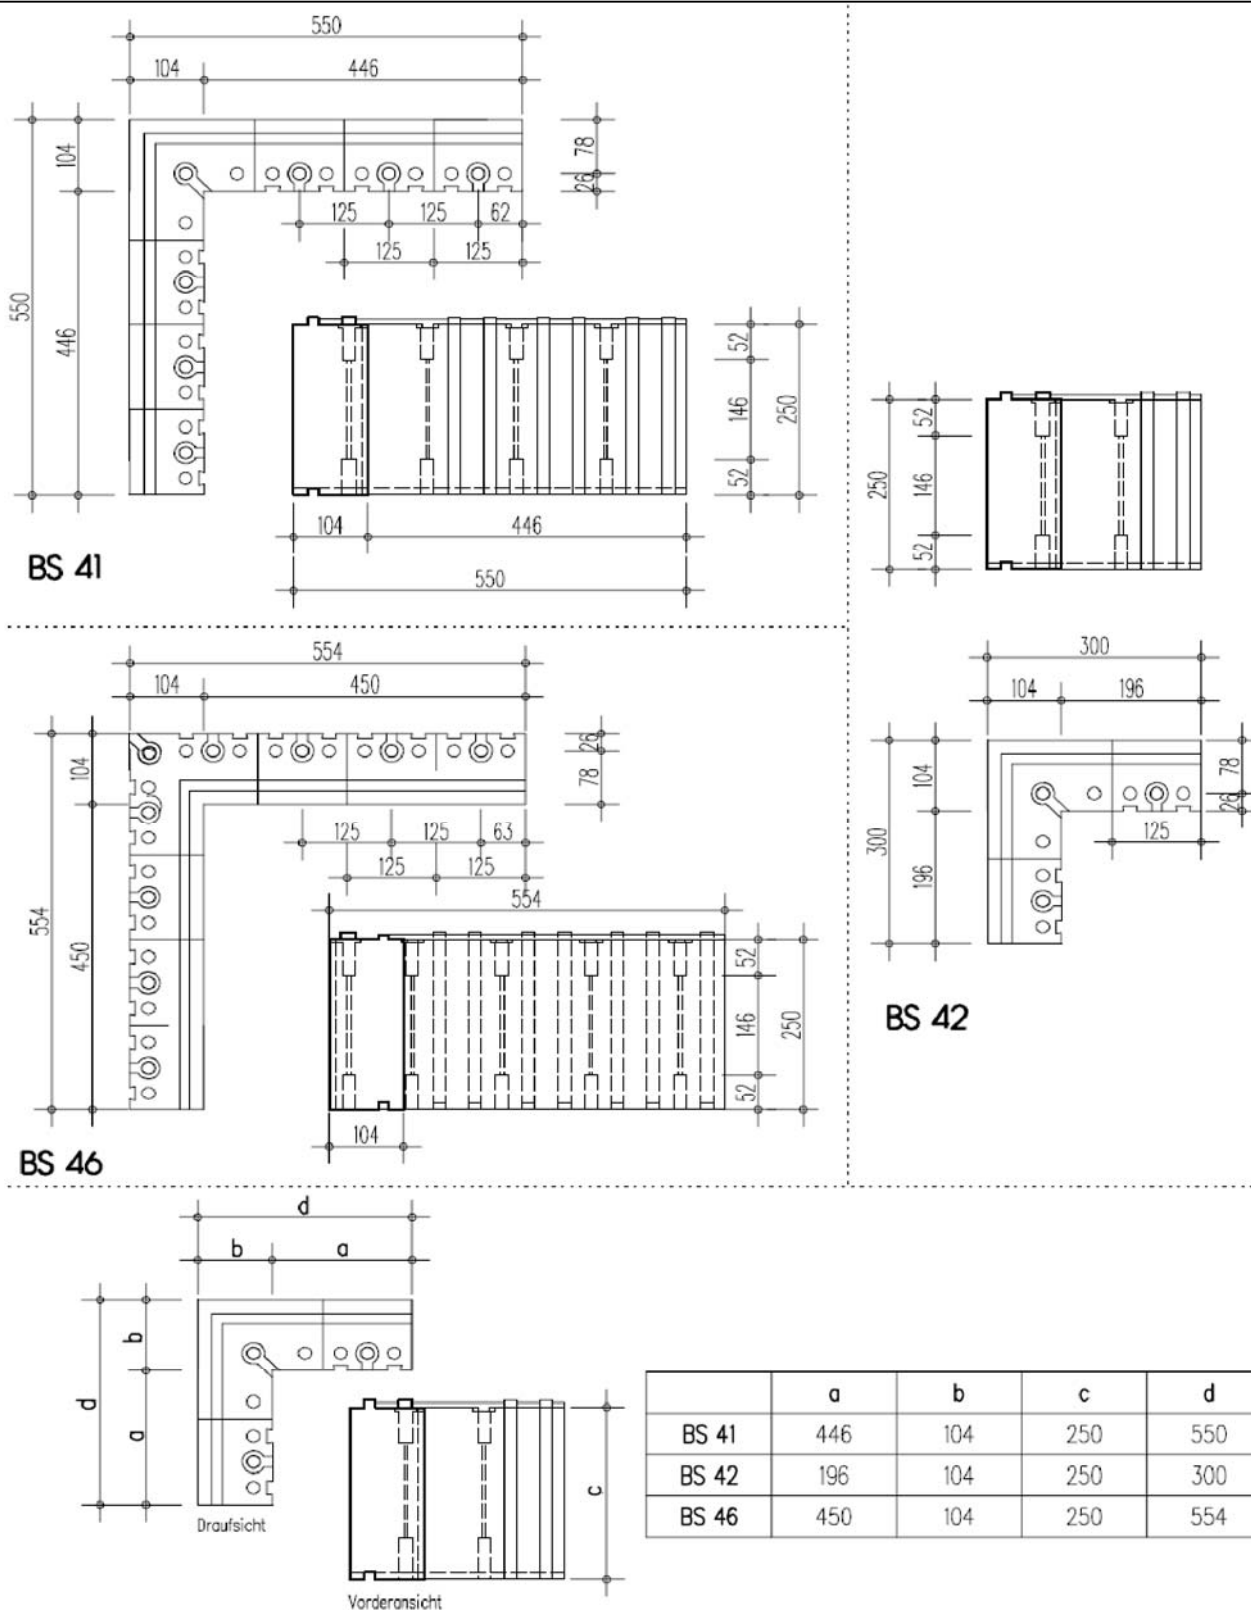 550
104 446
550
104
446
78
26
125 125 62
125 125
52
146
52
250
104 446
550
BS 41
52
146
52
250
300
104 196
300
104
196
78
26
125
BS 42
554
104 450
554
104
450
26
78
125 125 63
125 125
554
52
146
52
250
104
BS 46
d
b a
d
b
a
c
Draufsicht
Vorderansicht
a b c d
BS 41 446 104 250 550
BS 42 196 104 250 300
BS 46 450 104 250 554